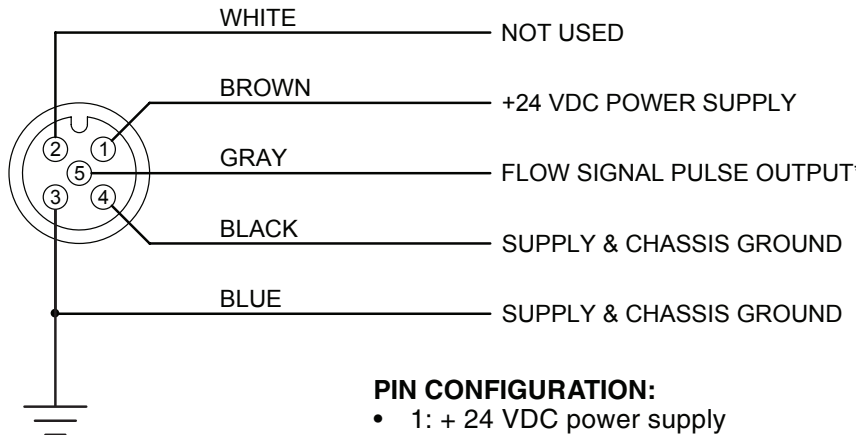 WHITE
NOT USED
BROWN
+24 VDC POWER SUPPLY
2
1
GRAY
5
FLOW SIGNAL PULSE OUTPUT*
3
4
BLACK
SUPPLY & CHASSIS GROUND
BLUE
SUPPLY & CHASSIS GROUND
PIN CONFIGURATION:
• 1: + 24 VDC power supply